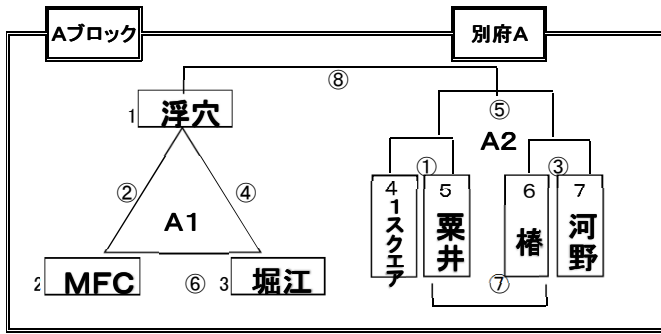 Aブロック
別府A
⑧
1 浮穴
⑤
A2
② ④
① ③
A1
4 1スクエア
5 粟井
6 椿
7 河野
2 MFC
⑥
3 堀江
⑦